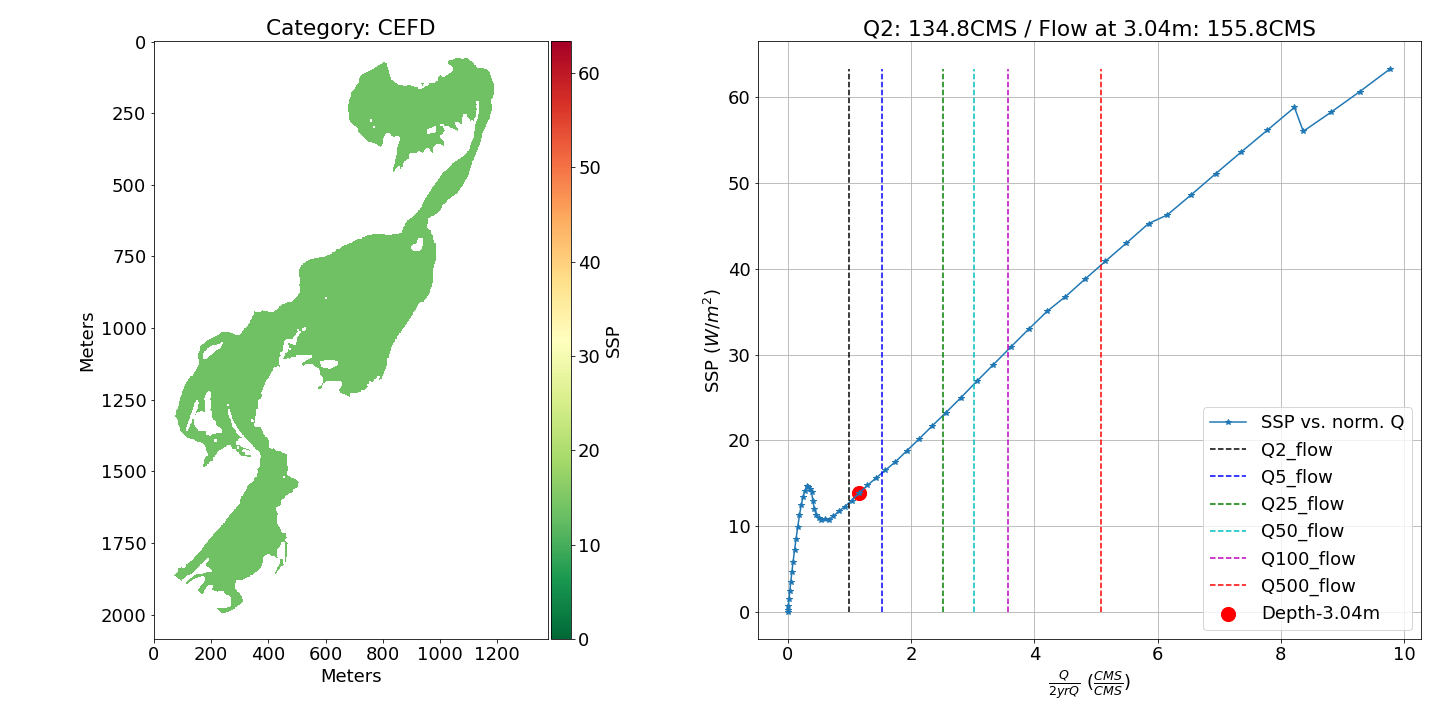 Category: CEFD
0
250
500
750
1000
1250
1500
1750
2000
Meters
0
200
400
600
800
1000
1200
Meters
60
50
40
30
20
10
0
SSP
Q2: 134.8CMS / Flow at 3.04m: 155.8CMS
60
50
40
30
20
10
0
SSP (W/m²)
SSP vs. norm. Q
Q2_flow
Q5_flow
Q25_flow
Q50_flow
Q100_flow
Q500_flow
Depth-3.04m
0
2
4
6
8
10
Q/2yrQ (CMS/CMS)